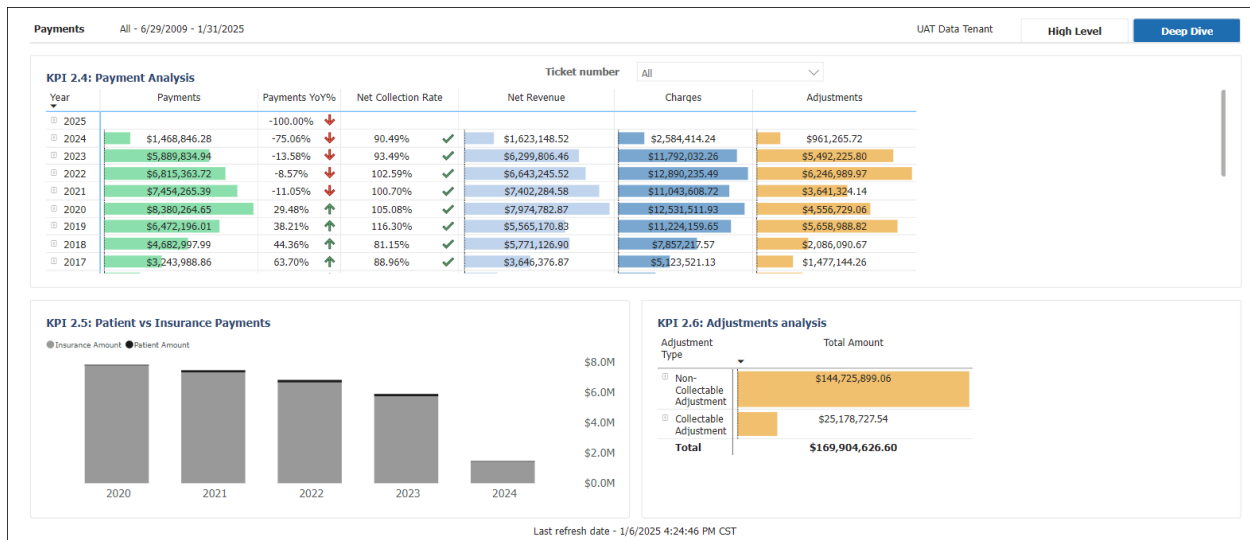 Payments All - 6/29/2009 - 1/31/2025 UAT Data Tenant High Level Deep Dive
KPI 2.4: Payment Analysis Ticket number All
Year Payments Payments YoY% Net Collection Rate Net Revenue Charges Adjustments
2025 -100.00%
2024 $1,468,846.28 -75.06% 90.49% $1,623,148.52 $2,584,414.24 $961,265.72
2023 $5,889,834.94 -13.58% 93.49% $6,299,806.46 $11,792,032.26 $5,492,225.80
2022 $6,815,363.72 -8.57% 102.59% $6,643,245.52 $12,890,235.49 $6,246,989.97
2021 $7,454,265.39 -11.05% 100.70% $7,402,284.58 $11,043,608.72 $3,641,324.14
2020 $8,380,264.65 29.48% 105.08% $7,974,782.87 $12,531,511.93 $4,556,729.06
2019 $6,472,196.01 38.21% 116.30% $5,565,170.83 $11,224,159.65 $5,658,988.82
2018 $4,682,997.99 44.36% 81.15% $5,771,126.90 $7,857,217.57 $2,086,090.67
2017 $3,243,988.86 63.70% 88.96% $3,646,376.87 $5,123,521.13 $1,477,144.26
KPI 2.5: Patient vs Insurance Payments
Insurance Amount Patient Amount
$8.0M
$6.0M
$4.0M
$2.0M
$0.0M
2020 2021 2022 2023 2024
KPI 2.6: Adjustments analysis
Adjustment Total Amount
Type
Non- $144,725,899.06
Collectable
Adjustment
Collectable $25,178,727.54
Adjustment
Total $169,904,626.60
Last refresh date - 1/6/2025 4:24:46 PM CST